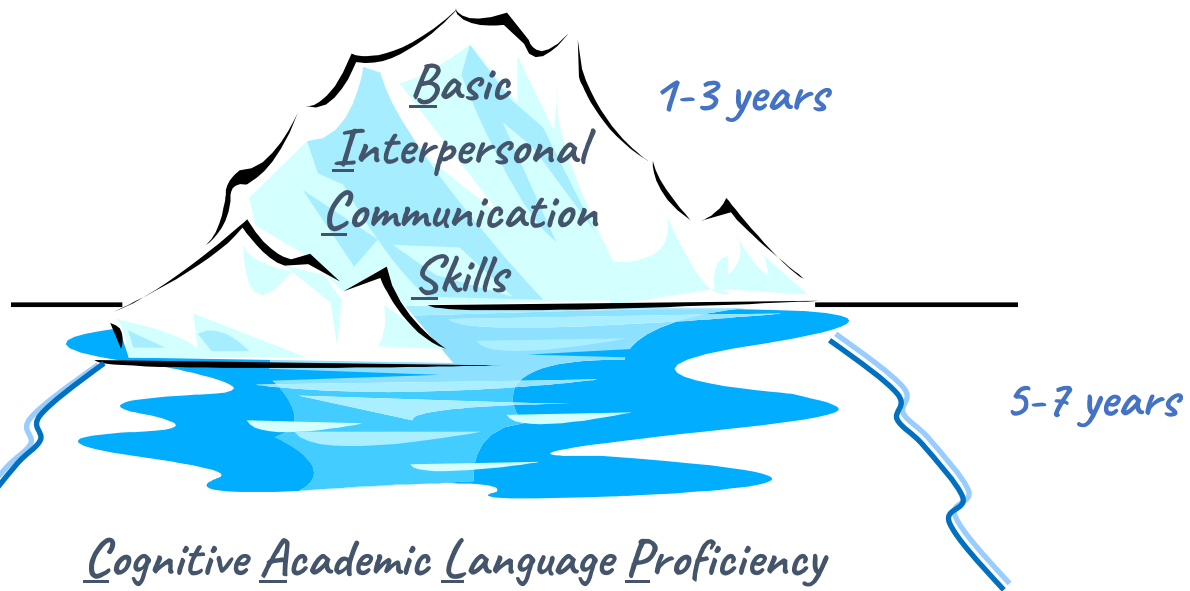 Basic
1-3 years
Interpersonal
Communication
Skills
5-7 years
Cognitive Academic Language Proficiency